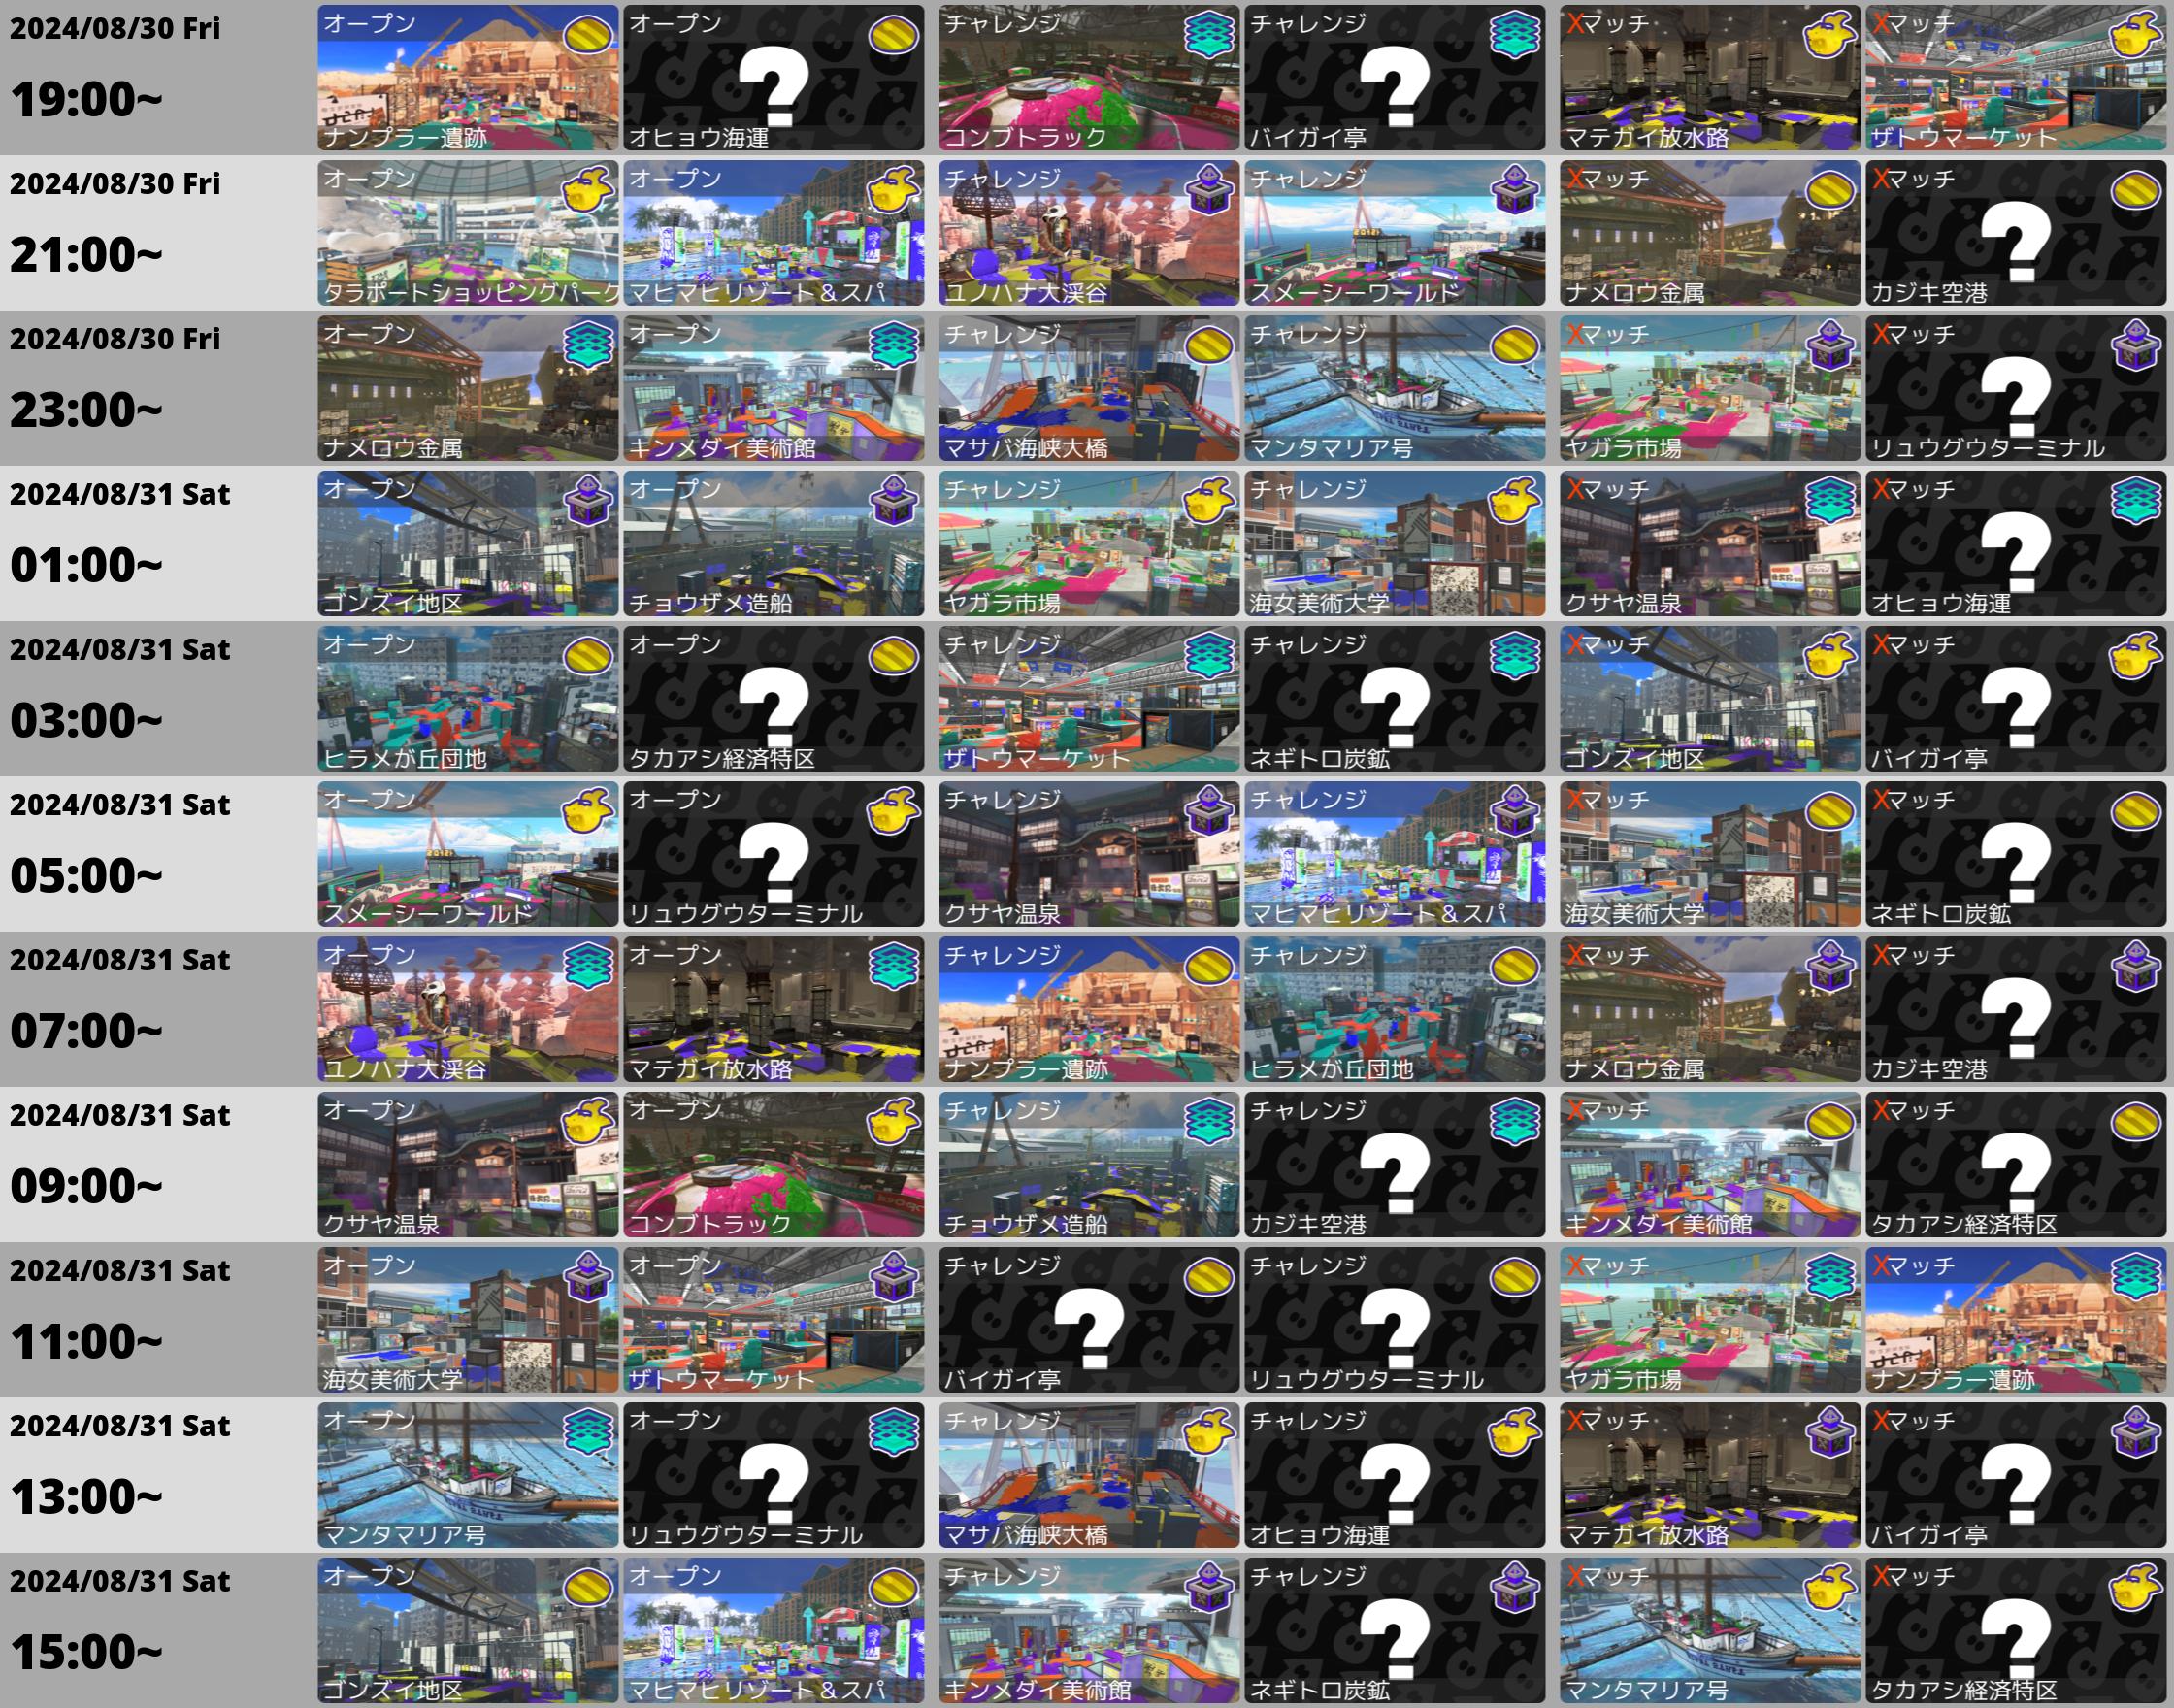 2024/08/30 Fri
19:00~
オープン
ナンプラー遺跡
オープン
?
オヒョウ海運
チャレンジ
コンブトラック
チャレンジ
?
バイガイ亭
Xマッチ
マテガイ放水路
Xマッチ
ザトウマーケット
2024/08/30 Fri
21:00~
オープン
タラポートショッピングパーク
オープン
マヒマヒリゾート&スパ
チャレンジ
ユノハナ大渓谷
チャレンジ
スメーシーワールド
Xマッチ
ナメロウ金属
Xマッチ
?
カジキ空港
2024/08/30 Fri
23:00~
オープン
ナメロウ金属
オープン
キンメダイ美術館
チャレンジ
マサバ海峡大橋
チャレンジ
マンタマリア号
Xマッチ
ヤガラ市場
Xマッチ
?
リュウグウターミナル
2024/08/31 Sat
01:00~
オープン
ゴンズイ地区
オープン
チョウザメ造船
チャレンジ
ヤガラ市場
チャレンジ
海女美術大学
Xマッチ
クサヤ温泉
Xマッチ
?
オヒョウ海運
2024/08/31 Sat
03:00~
オープン
ヒラメが丘団地
オープン
?
タカアシ経済特区
チャレンジ
ザトウマーケット
チャレンジ
?
ネギトロ炭鉱
Xマッチ
ゴンズイ地区
Xマッチ
?
バイガイ亭
2024/08/31 Sat
05:00~
オープン
スメーシーワールド
オープン
?
リュウグウターミナル
チャレンジ
クサヤ温泉
チャレンジ
マヒマヒリゾート&スパ
Xマッチ
海女美術大学
Xマッチ
?
ネギトロ炭鉱
2024/08/31 Sat
07:00~
オープン
ユノハナ大渓谷
オープン
マテガイ放水路
チャレンジ
ナンプラー遺跡
チャレンジ
ヒラメが丘団地
Xマッチ
ナメロウ金属
Xマッチ
?
カジキ空港
2024/08/31 Sat
09:00~
オープン
クサヤ温泉
オープン
コンブトラック
チャレンジ
チョウザメ造船
チャレンジ
?
カジキ空港
Xマッチ
キンメダイ美術館
Xマッチ
?
タカアシ経済特区
2024/08/31 Sat
11:00~
オープン
海女美術大学
オープン
ザトウマーケット
チャレンジ
?
バイガイ亭
チャレンジ
?
リュウグウターミナル
Xマッチ
ヤガラ市場
Xマッチ
ナンプラー遺跡
2024/08/31 Sat
13:00~
オープン
マンタマリア号
オープン
?
リュウグウターミナル
チャレンジ
マサバ海峡大橋
チャレンジ
?
オヒョウ海運
Xマッチ
マテガイ放水路
Xマッチ
?
バイガイ亭
2024/08/31 Sat
15:00~
オープン
ゴンズイ地区
オープン
マヒマヒリゾート&スパ
チャレンジ
キンメダイ美術館
チャレンジ
?
ネギトロ炭鉱
Xマッチ
マンタマリア号
Xマッチ
?
タカアシ経済特区